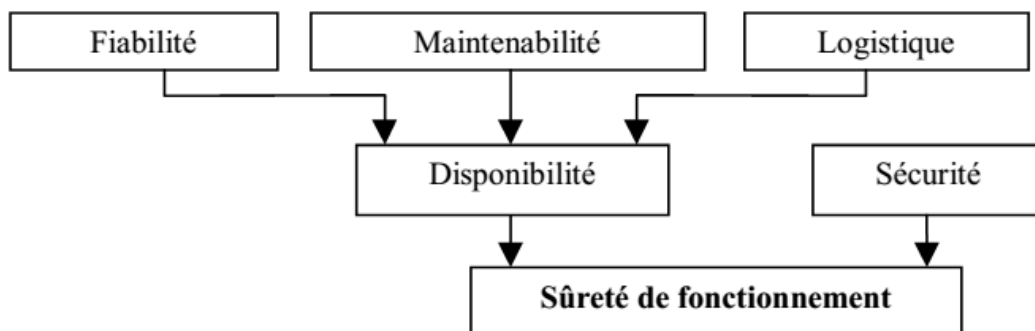 Fiabilité
Maintenabilité
Logistique
Disponibilité
Sécurité
Sûreté de fonctionnement